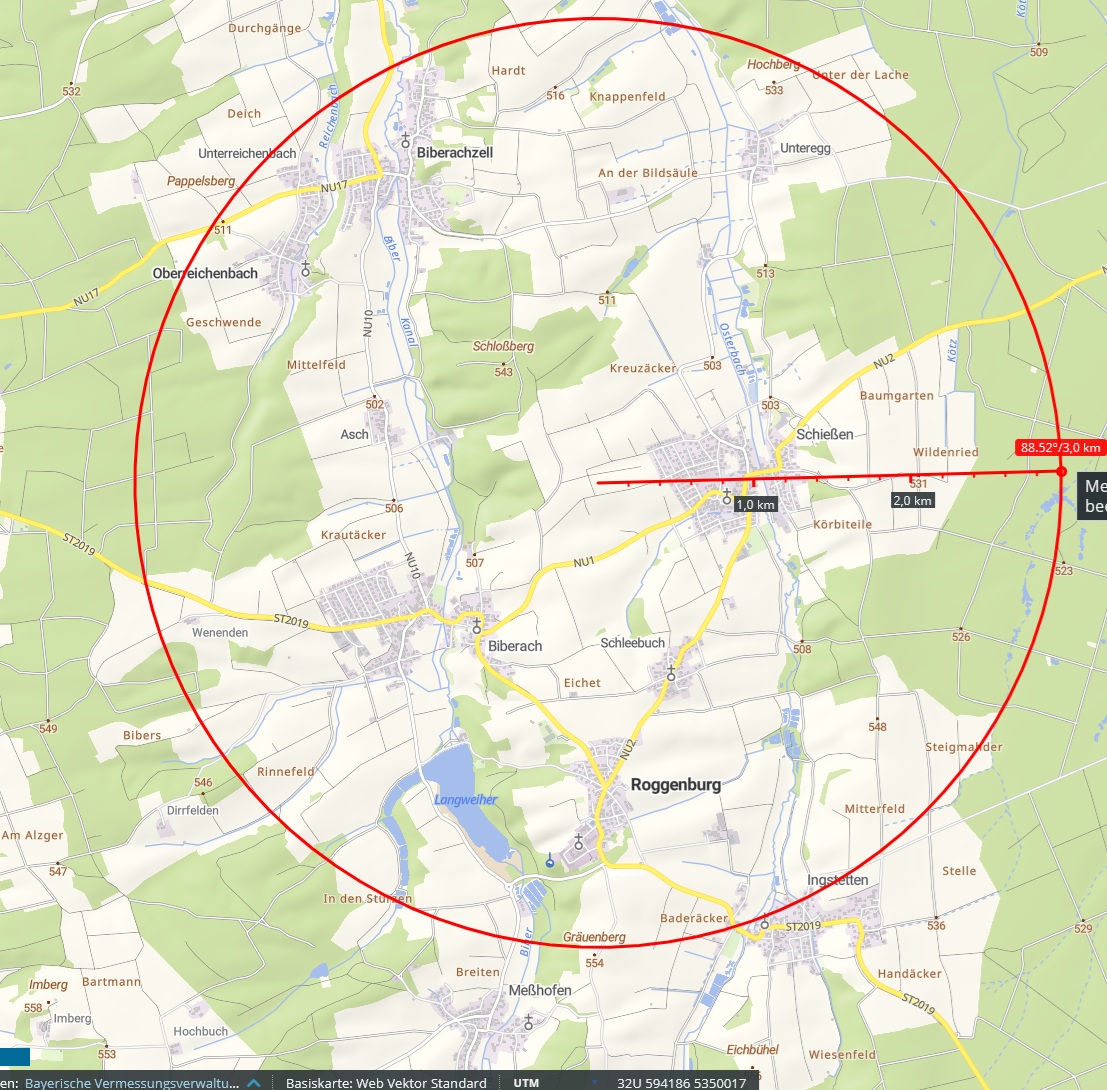 Durchgänge
Köt
509
Hardt
Hochberg
Unter der Lache
532
516
Knappenfeld
533
Deich
Reichenbach
Unterreichenbach
Biberachzell
Unteregg
Pappelsberg
NU17
An der Bildsäule
511
Biber
Oberreichenbach
513
NU17
511
Geschwende
NU10
Kanal
Osterbach
Kötz
Schloßberg
543
Mittelfeld
Kreuzäcker
503
NU2
502
503
Baumgarten
Asch
Schießen
88.52°/3,0 km
Wildenried
531
Me
bee
1,0 km
2,0 km
506
Körbiteile
Krautäcker
ST2019
NU10
507
NU1
523
ST2019
Wenenden
Biberach
Schleebuch
526
508
Eichet
549
Bibers
548
Steigmahder
NU2
Rinnefeld
546
Roggenburg
Langweiher
Dirrfelden
Mitterfeld
Am Alzger
547
Stelle
Ingstetten
In den Stürzen
Baderäcker
ST2019
536
529
Gräuenberg
Biber
554
Breiten
Handäcker
Imberg
Bartmann
Meßhofen
558
ST2019
Imberg
Hochbuch
553
Eichbühel
Wiesenfeld
en: Bayerische Vermessungsverwaltu... Basiskarte: Web Vektor Standard UTM 32U 594186 5350017